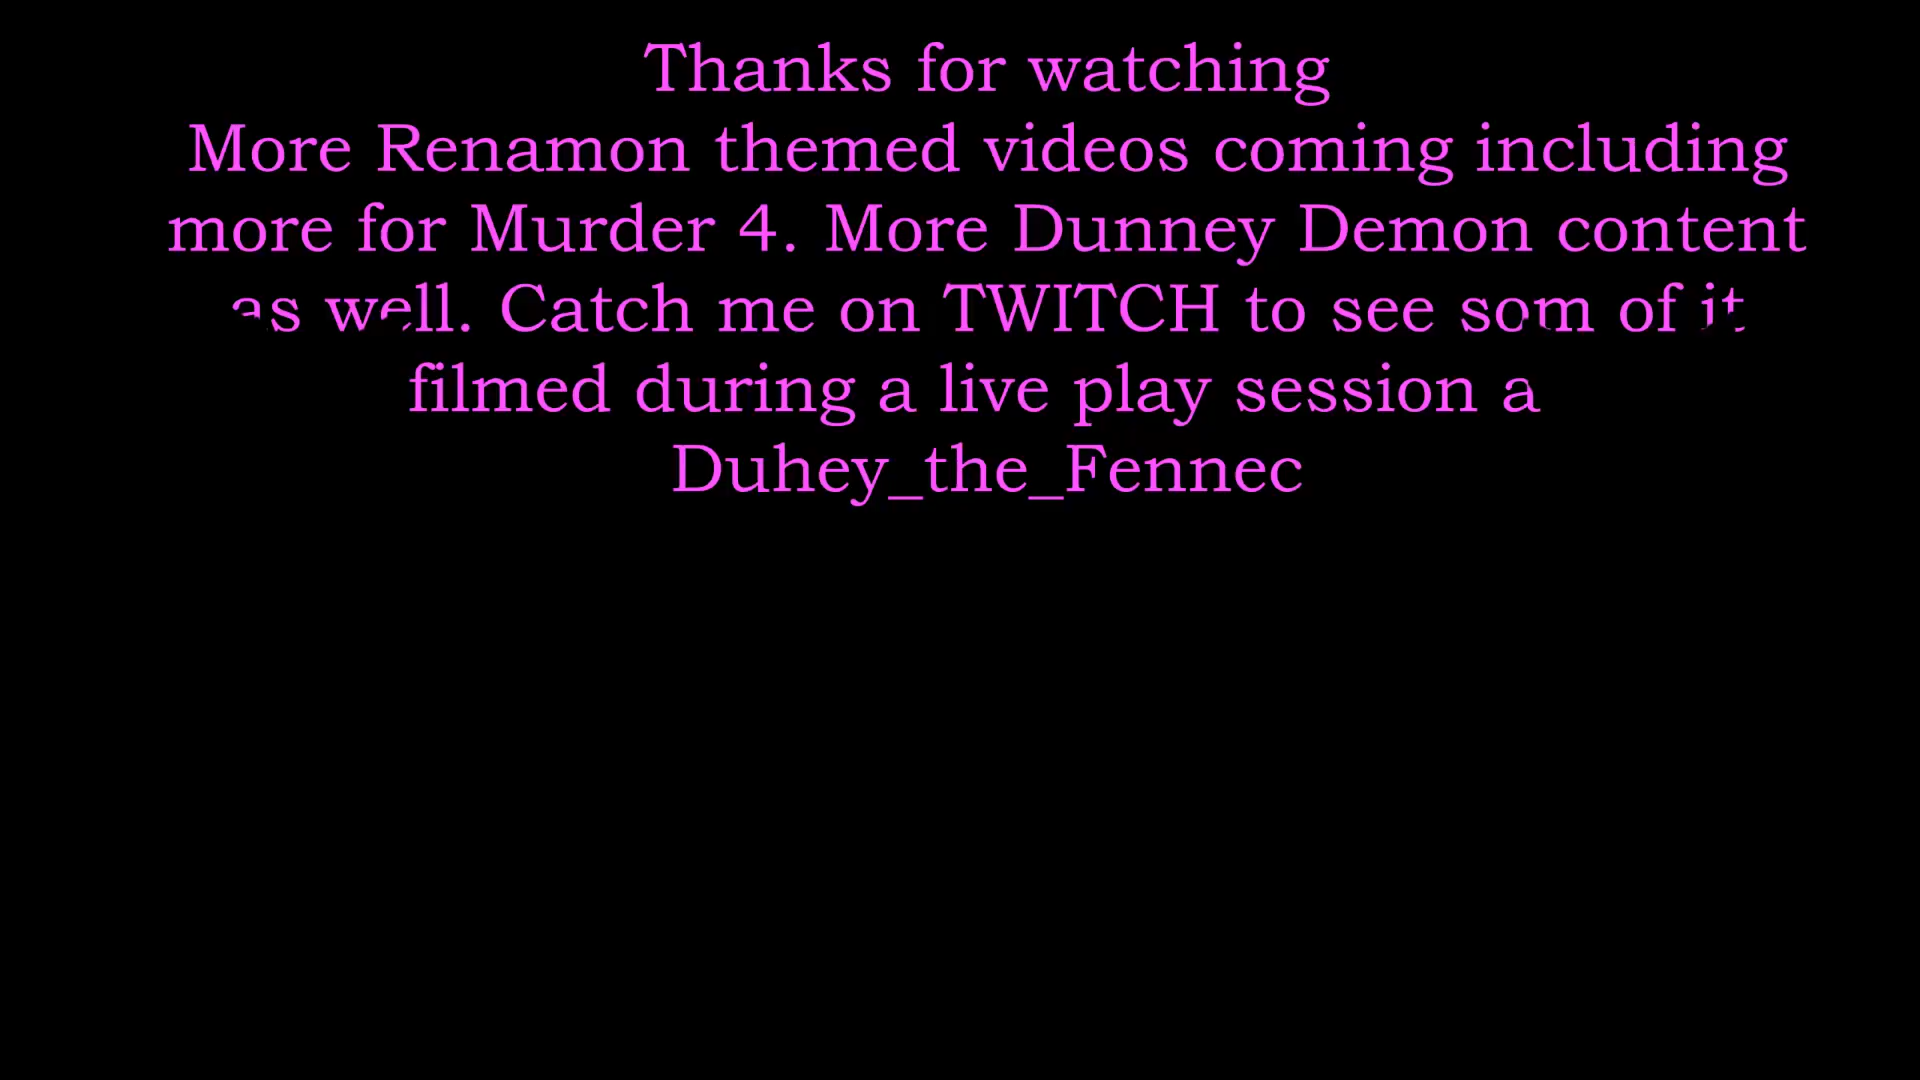 Thanks for watching
More Renamon themed videos coming including
more for Murder 4. More Dunney Demon content
as well. Catch me on TWITCH to see som of it
filmed during a live play session a
Duhey_the_Fennec